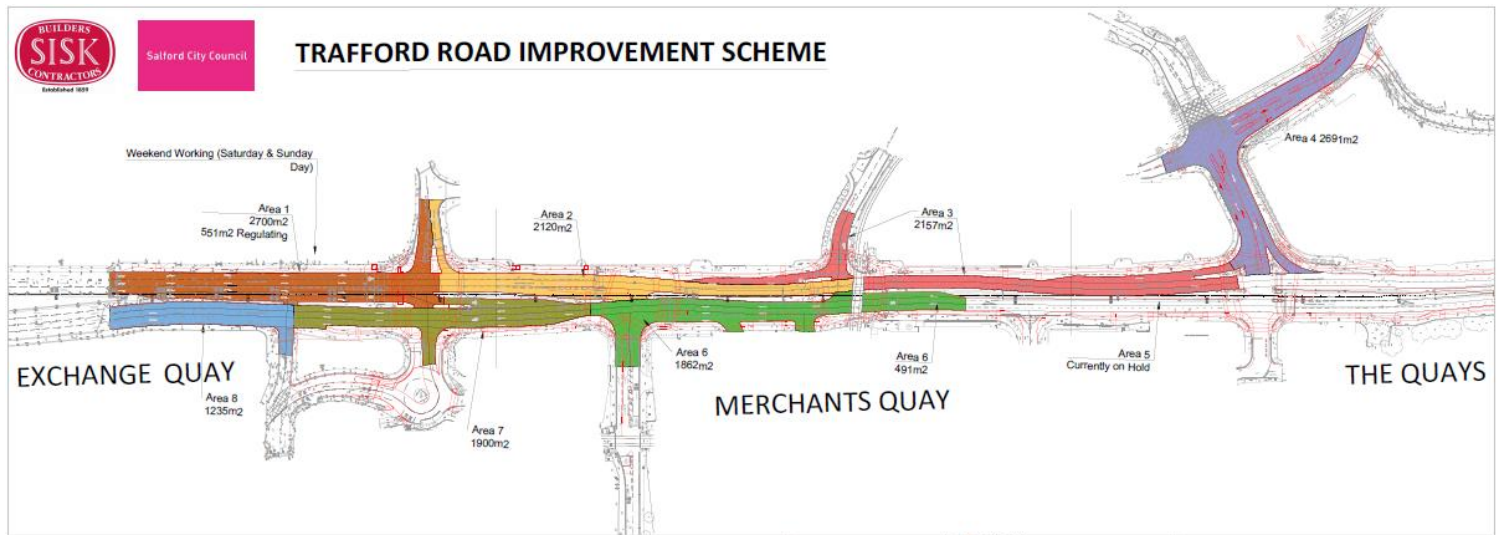 BUILDERS
SISK
CONTRACTORS
Established 1859
Salford City Council
TRAFFORD ROAD IMPROVEMENT SCHEME
Weekend Working (Saturday & Sunday
Day)
Area 1
2700m2
551m2 Regulating
Area 2
2120m2
Area 3
2157m2
Area 4 2691m2
EXCHANGE QUAY
Area 8
1235m2
Area 7
1900m2
Area 6
1862m2
MERCHANTS QUAY
Area 6
491m2
Area 5
Currently on Hold
THE QUAYS